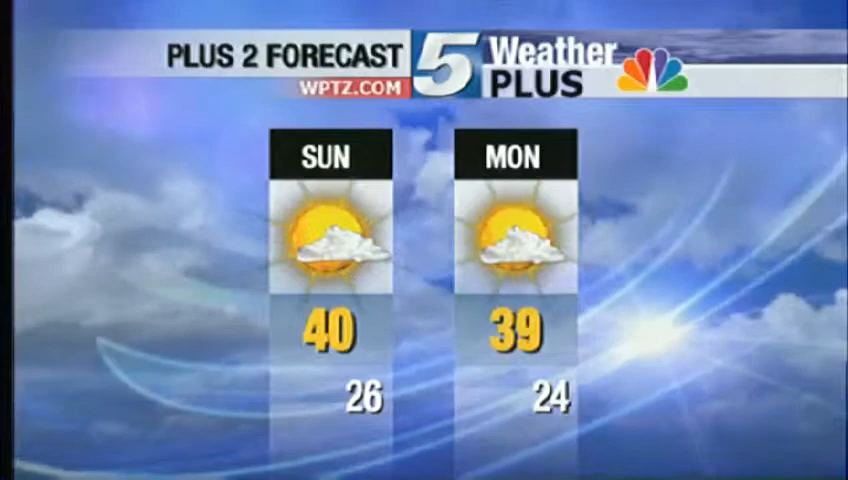 PLUS 2 FORECAST
WPTZ.COM
5
Weather
PLUS
SUN
MON
40
39
26
24